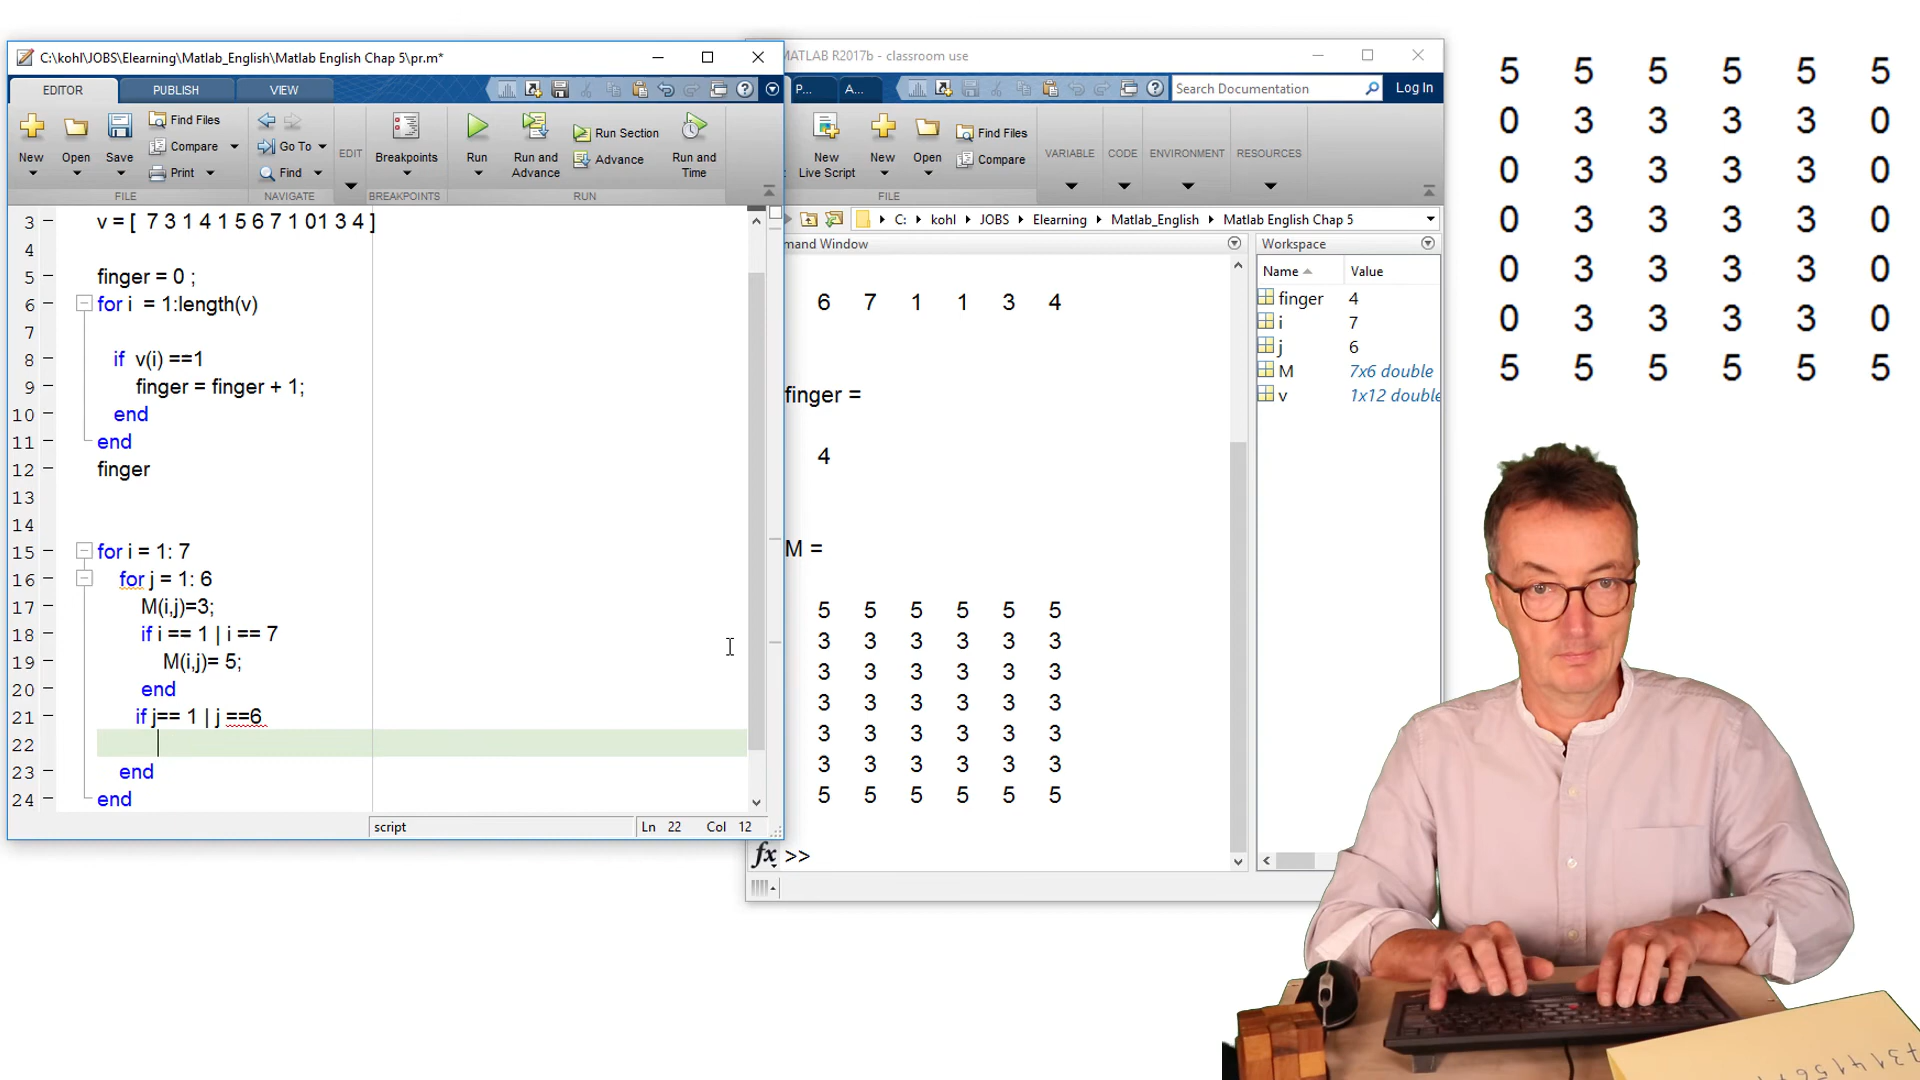 C:\kohl\JOBS\Elearning\Matlab_English\Matlab English Chap 5\pr.m*
EDITOR PUBLISH VIEW
New Open Save
Find Files
Compare
Print
Go To
Find
EDIT
Breakpoints
Run
Run and Advance
Run Section
Advance
Run and Time
FILE NAVIGATE BREAKPOINTS RUN
3 v = [ 7 3 1 4 1 5 6 7 1 01 3 4 ]
4
5 finger = 0 ;
6 for i = 1:length(v)
7
8 if v(i) ==1
9 finger = finger + 1;
10 end
11 end
12 finger
13
14
15 for i = 1: 7
16 for j = 1: 6
17 M(i,j)=3;
18 if i == 1 | i == 7
19 M(i,j)= 5;
20 end
21 if j== 1 | j ==6
22
23 end
24 end
script Ln 22 Col 12
MATLAB R2017b - classroom use
P... A...
Search Documentation
Log In
New Live Script
New
Open
Find Files
Compare
VARIABLE CODE ENVIRONMENT RESOURCES
FILE
C: kohl JOBS Elearning Matlab_English Matlab English Chap 5
mand Window
6 7 1 1 3 4
finger =
4
M =
5 5 5 5 5 5
3 3 3 3 3 3
3 3 3 3 3 3
3 3 3 3 3 3
3 3 3 3 3 3
3 3 3 3 3 3
5 5 5 5 5 5
fx >>
Workspace
Name Value
finger 4
i 7
j 6
M 7x6 double
v 1x12 double
5 5 5 5 5 5
0 3 3 3 3 0
0 3 3 3 3 0
0 3 3 3 3 0
0 3 3 3 3 0
0 3 3 3 3 0
5 5 5 5 5 5